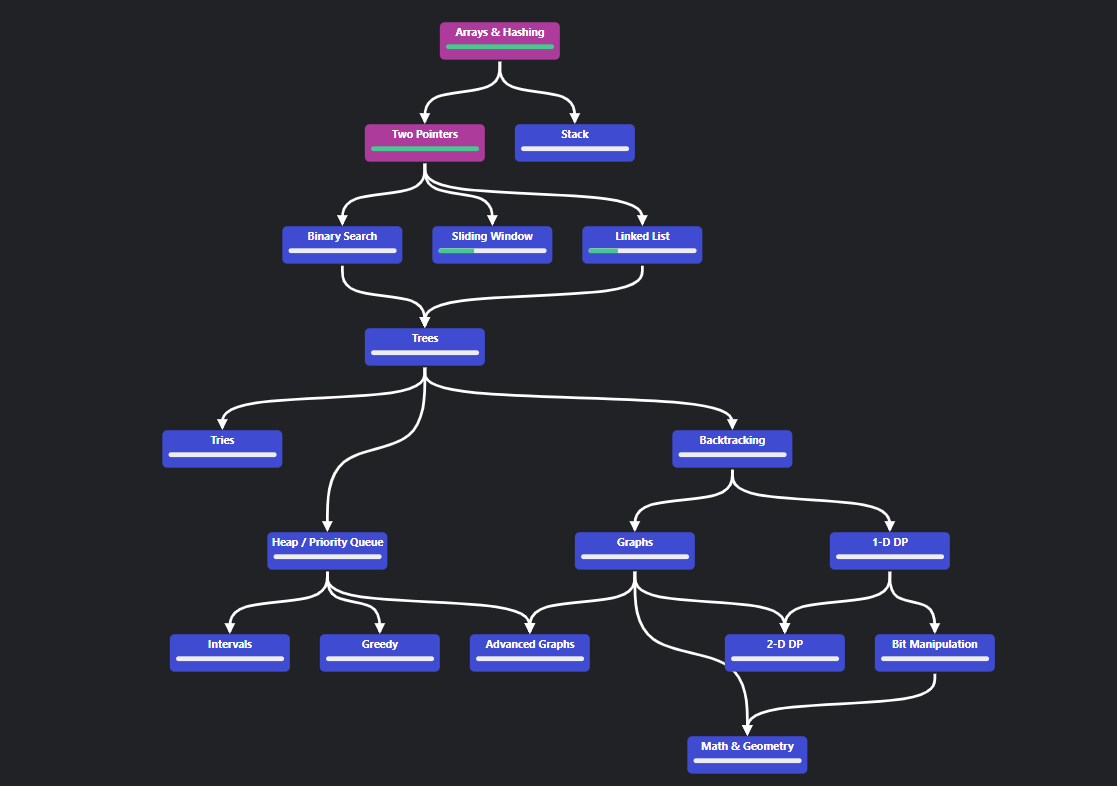 Arrays & Hashing
Two Pointers
Stack
Binary Search
Sliding Window
Linked List
Trees
Tries
Backtracking
Heap / Priority Queue
Graphs
1-D DP
Intervals
Greedy
Advanced Graphs
2-D DP
Bit Manipulation
Math & Geometry